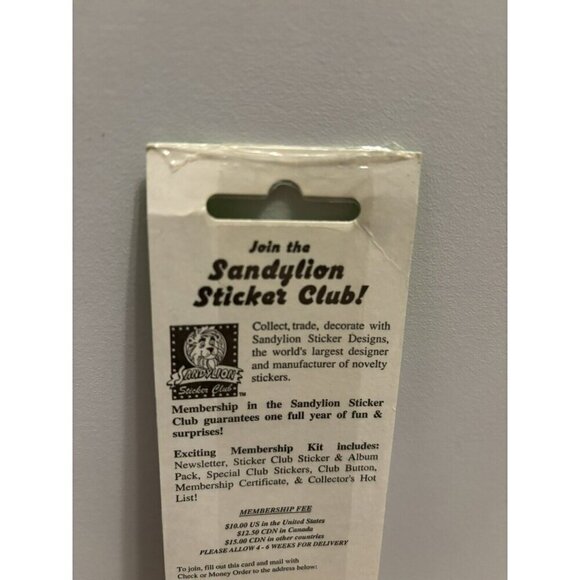 Join the
Sandylion
Sticker Club!
Collect, trade, decorate with
Sandylion Sticker Designs,
the world's largest designer
and manufacturer of novelty
stickers.
SANDYLION
Sticker Club
TM
Membership in the Sandylion Sticker
Club guarantees one full year of fun &
surprises!
Exciting Membership Kit includes:
Newsletter, Sticker Club Sticker & Album
Pack, Special Club Stickers, Club Button,
Membership Certificate, & Collector's Hot
List!
MEMBERSHIP FEE
$10.00 US in the United States
$12.50 CDN in Canada
$15.00 CDN in other countries
PLEASE ALLOW 4 - 6 WEEKS FOR DELIVERY
To join, fill out this card and mail with
Check or Money Order to the address below: